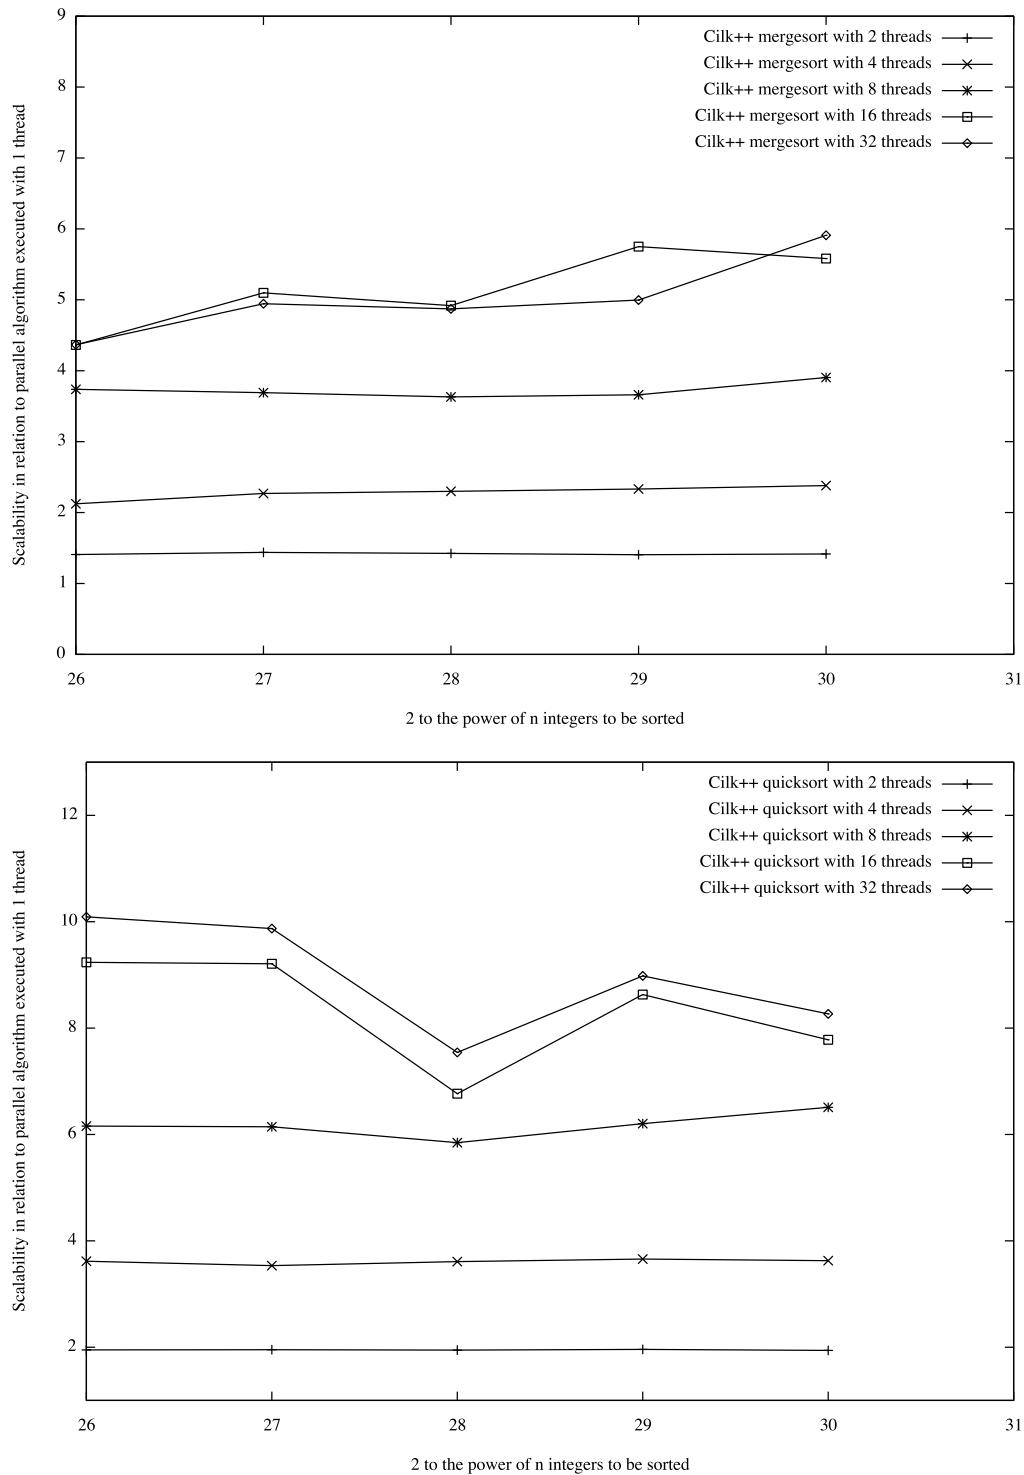 9
8
7
6
5
4
3
2
1
0
Scalability in relation to parallel algorithm executed with 1 thread
Cilk++ mergesort with 2 threads
Cilk++ mergesort with 4 threads
Cilk++ mergesort with 8 threads
Cilk++ mergesort with 16 threads
Cilk++ mergesort with 32 threads
26 27 28 29 30 31
2 to the power of n integers to be sorted
12
10
8
6
4
2
Scalability in relation to parallel algorithm executed with 1 thread
Cilk++ quicksort with 2 threads
Cilk++ quicksort with 4 threads
Cilk++ quicksort with 8 threads
Cilk++ quicksort with 16 threads
Cilk++ quicksort with 32 threads
26 27 28 29 30 31
2 to the power of n integers to be sorted